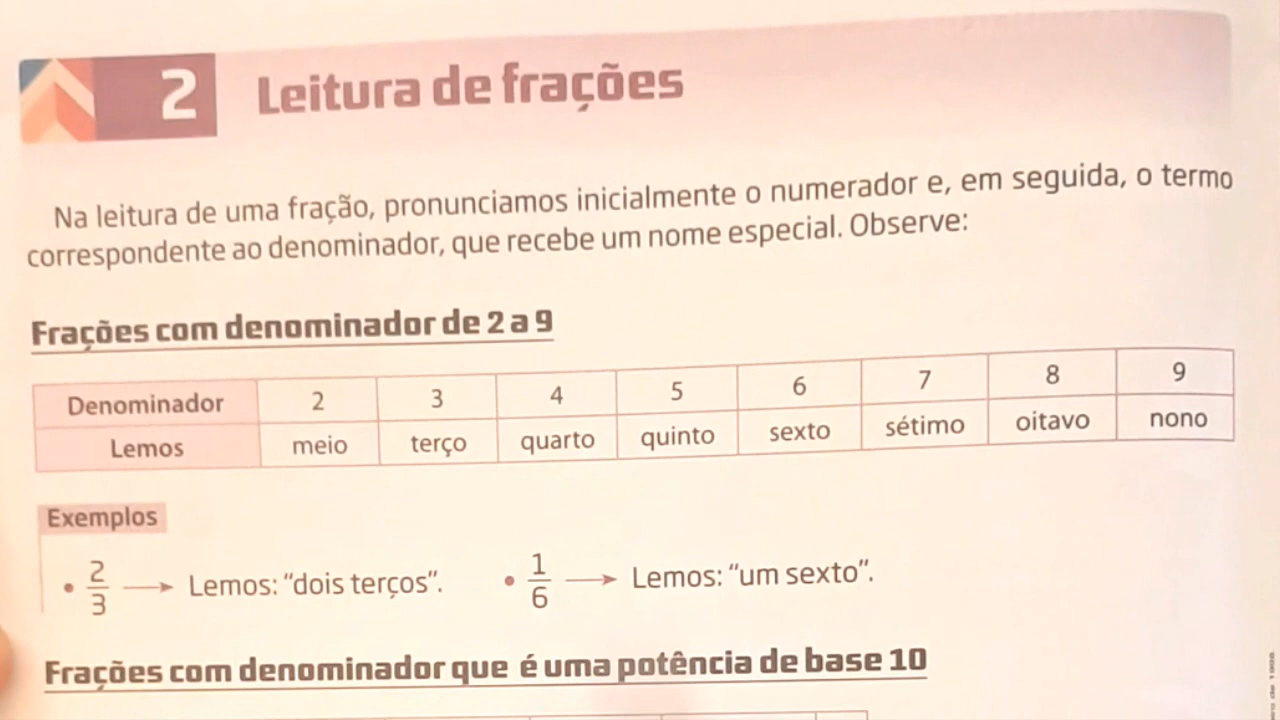 2 Leitura de frações
Na leitura de uma fração, pronunciamos inicialmente o numerador e, em seguida, o termo
correspondente ao denominador, que recebe um nome especial. Observe:
Frações com denominador de 2 a 9
Denominador 2 3 4 5 6 7 8 9
Lemos meio terço quarto quinto sexto sétimo oitavo nono
Exemplos
• 2/3 → Lemos: “dois terços”. • 1/6 → Lemos: “um sexto”.
Frações com denominador que é uma potência de base 10